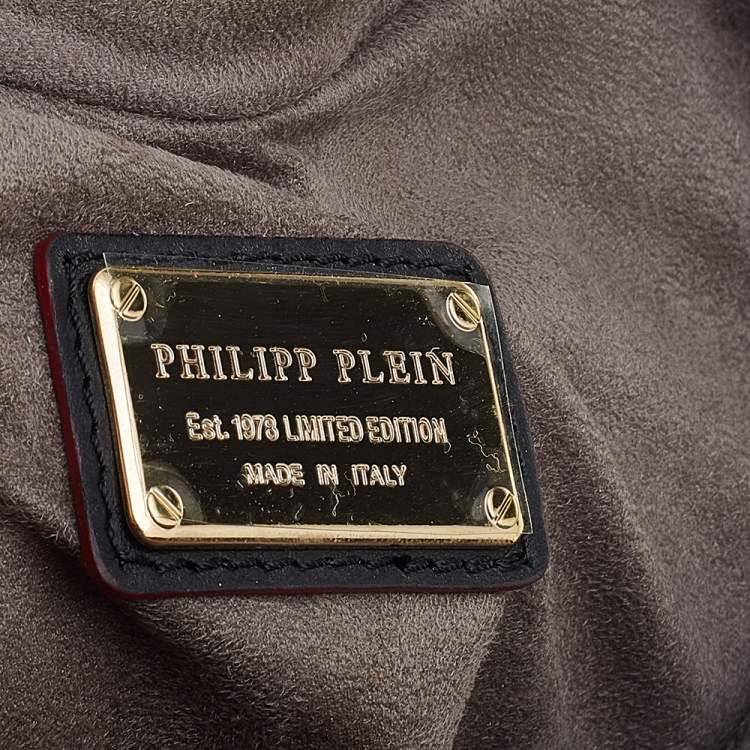 PHILIPP PLEIN
Est. 1978 LIMITED EDITION
MADE IN ITALY